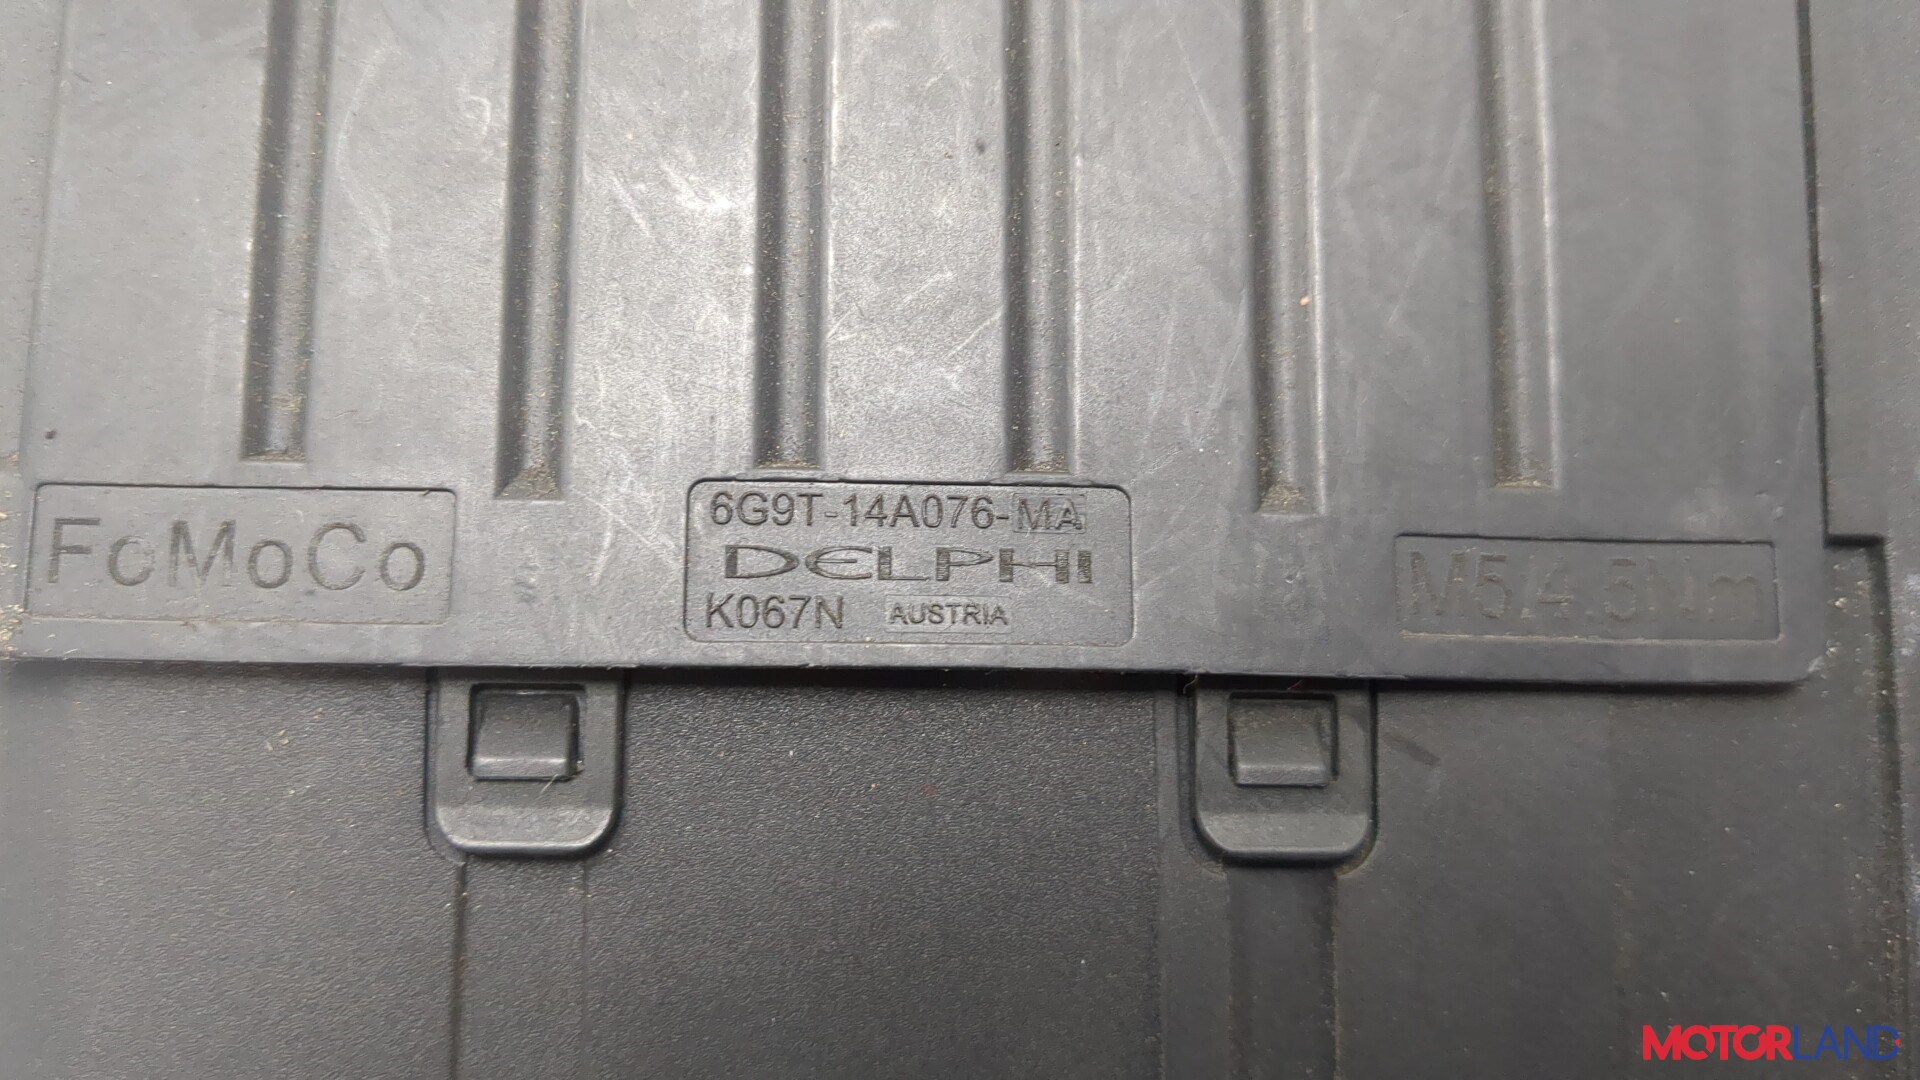 FoMoCo
6G9T-14A076-MA
DELPHI
K067N AUSTRIA
M5/4.5Nm
MOTORLAND